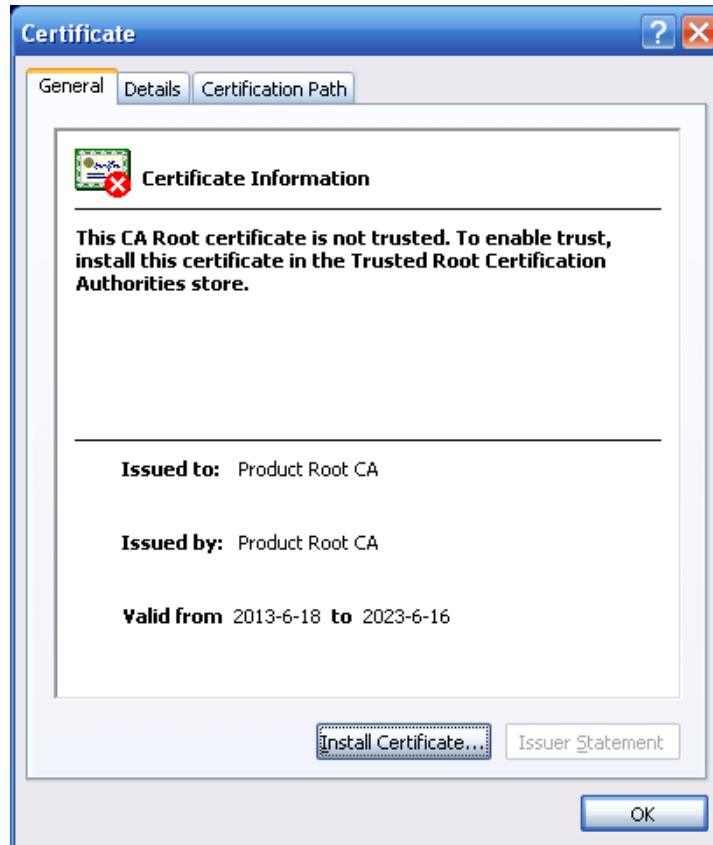 Certificate
General Details Certification Path
Certificate Information
This CA Root certificate is not trusted. To enable trust,
install this certificate in the Trusted Root Certification
Authorities store.
Issued to: Product Root CA
Issued by: Product Root CA
Valid from 2013-6-18 to 2023-6-16
Install Certificate... Issuer Statement
OK